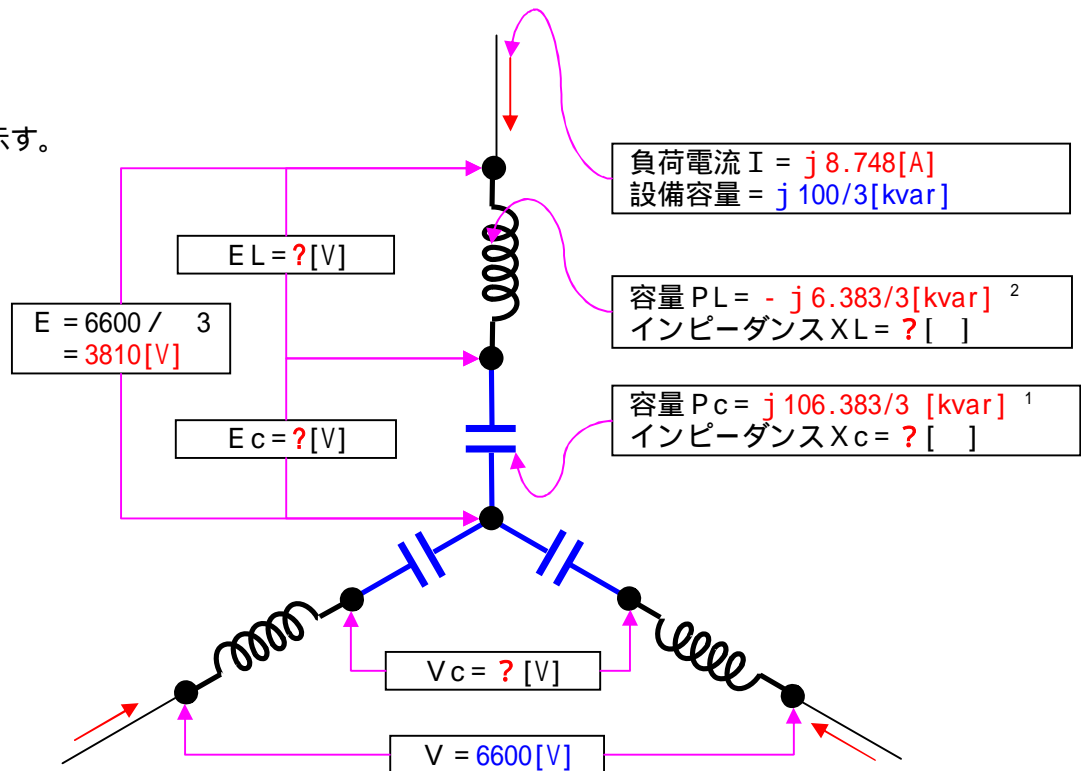 示す。
負荷電流I = j8.748[A]
設備容量 = j100/3[kvar]
EL=?[V]
E =6600/ 3
=3810[V]
容量PL= - j6.383/3[kvar] 2
インピーダンスXL= ?[ ]
Ec=?[V]
容量Pc= j106.383/3 [kvar] 1
インピーダンスXc= ?[ ]
Vc= ? [V]
V =6600[V]